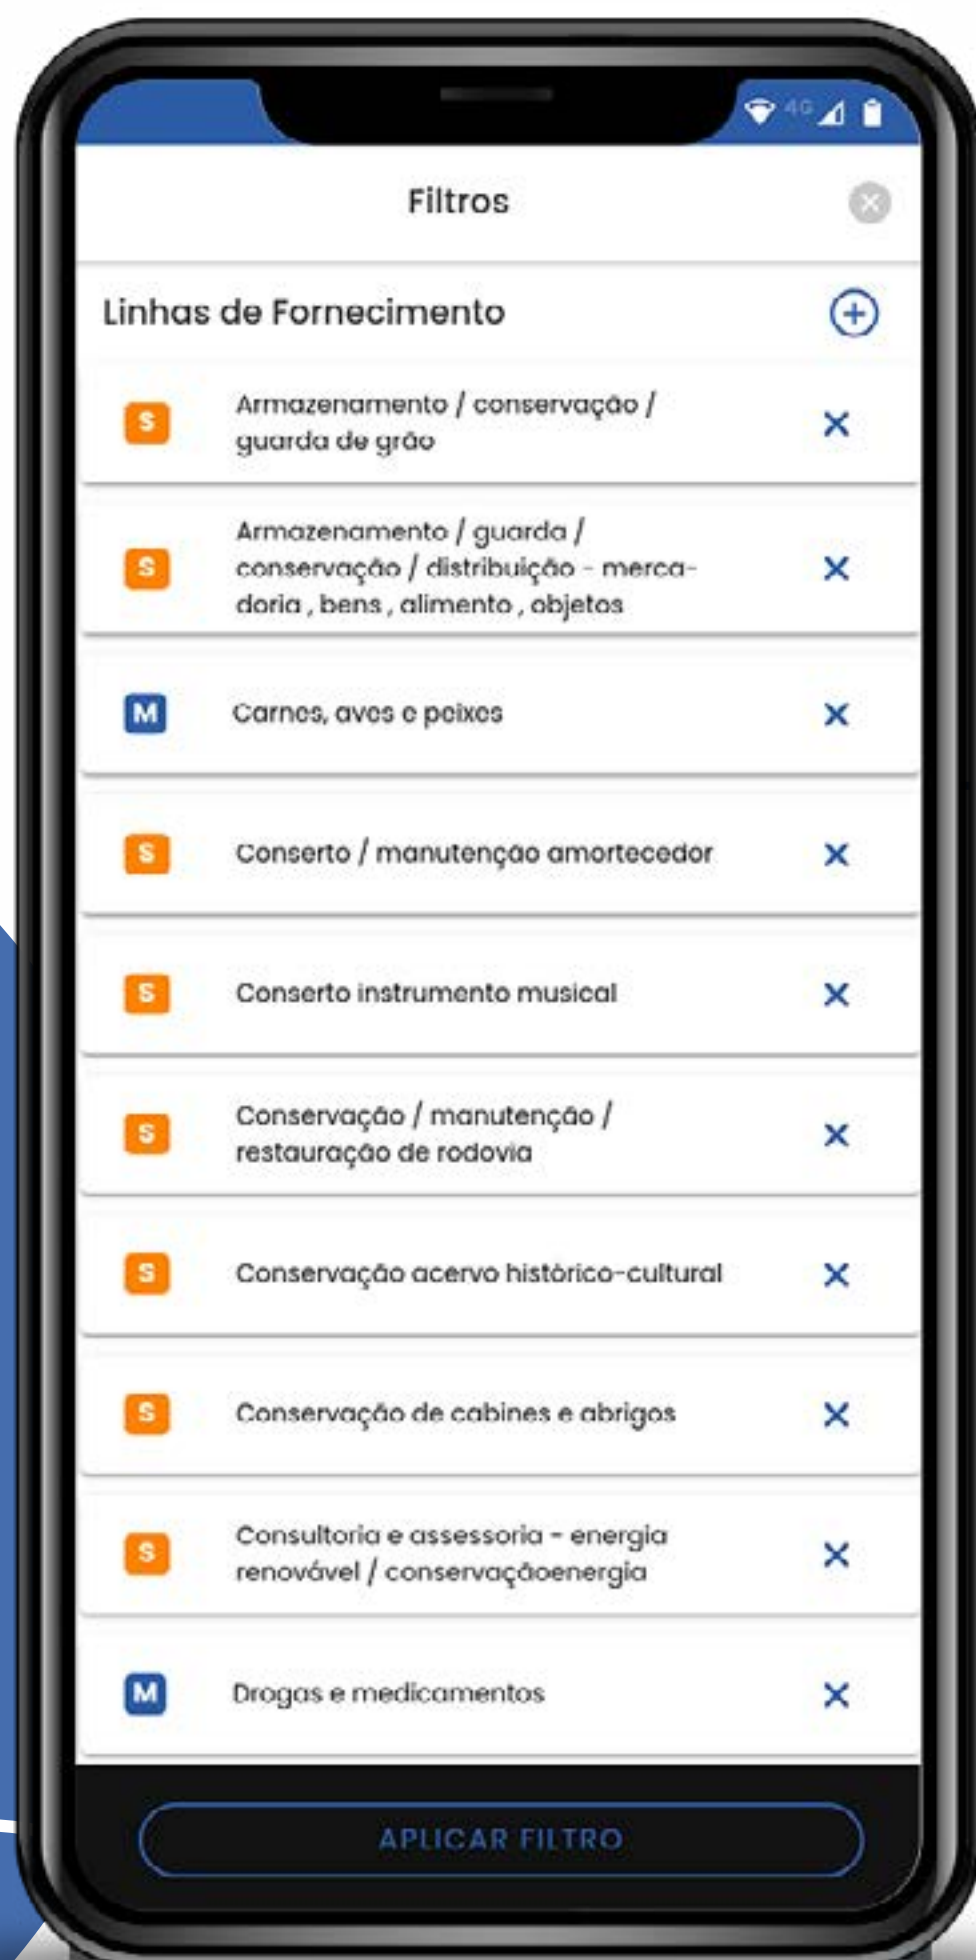 4G
Filtros
Linhas de Fornecimento
S
Armazenamento / conservação /
guarda de grão
S
Armazenamento / guarda /
conservação / distribuição - merca-
doria , bens , alimento , objetos
M
Carnes, aves e peixes
S
Conserto / manutenção amortecedor
S
Conserto instrumento musical
S
Conservação / manutenção /
restauração de rodovia
S
Conservação acervo histórico-cultural
S
Conservação de cabines e abrigos
S
Consultoria e assessoria - energia
renovável / conservaçãoenergia
M
Drogas e medicamentos
APLICAR FILTRO